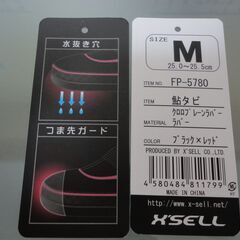 水抜き穴
つま先ガード
SIZE
M
25.0~25.5cm
ITEM NO
FP-5780
ITEM
鮎タビ
MATERIAL
クロロプレーンラバー
ラバー
COLOR
ブラック×レッド
PRODUCED BY X'SELL CO.LTD
4580484811799
http://www.x-sell.net/
MADE IN CHINA
X'SELL